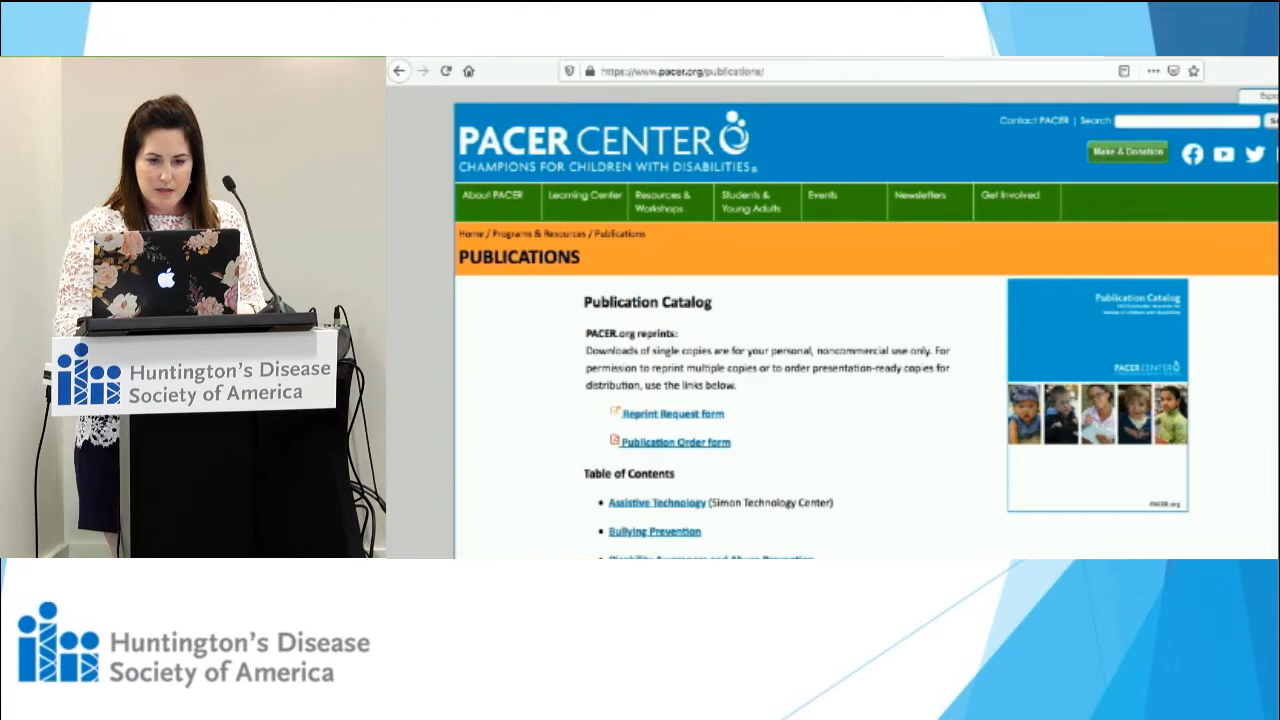 https://www.pacer.org/publications/
PACER CENTER
CHAMPIONS FOR CHILDREN WITH DISABILITIES®
Contact PACER | Search
Make A Donation
About PACER
Learning Center
Resources &
Workshops
Students &
Young Adults
Events
Newsletters
Get Involved
Home / Programs & Resources / Publications
PUBLICATIONS
Publication Catalog
PACER.org reprints:
Downloads of single copies are for your personal, noncommercial use only. For
permission to reprint multiple copies or to order presentation-ready copies for
distribution, use the links below.
Reprint Request form
Publication Order form
Table of Contents
• Assistive Technology (Simon Technology Center)
• Bullying Prevention
Publication Catalog
PACER CENTER
PACER.org
Huntington's Disease
Society of America
Huntington's Disease
Society of America